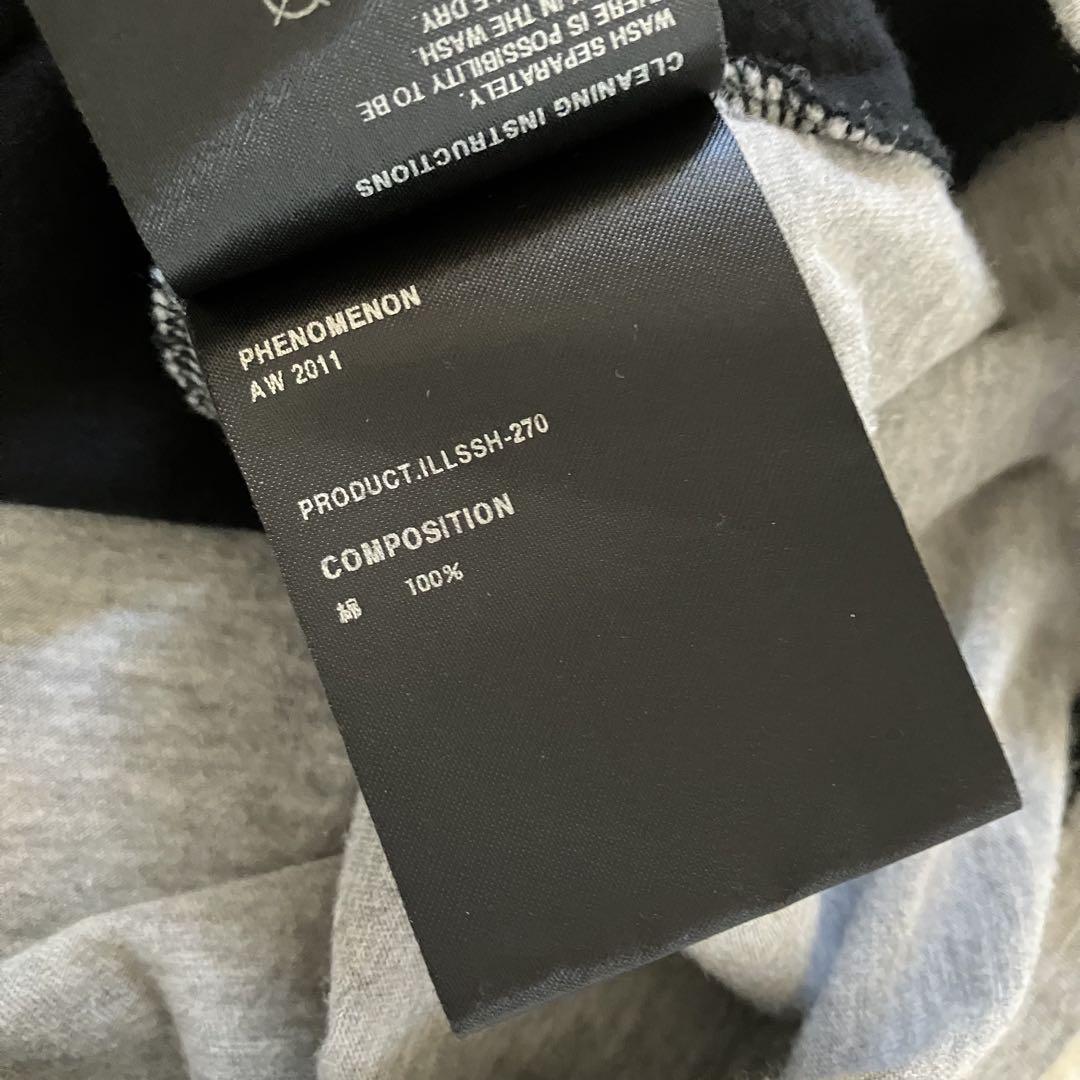 PHENOMENON
AW 2011
PRODUCT.ILLSSH-270
COMPOSITION
綿 100%
CLEANING INSTRUCTIONS
WASH SEPARATELY.
THERE IS POSSIBILITY TO BE
IN THE WASH.
DRY.